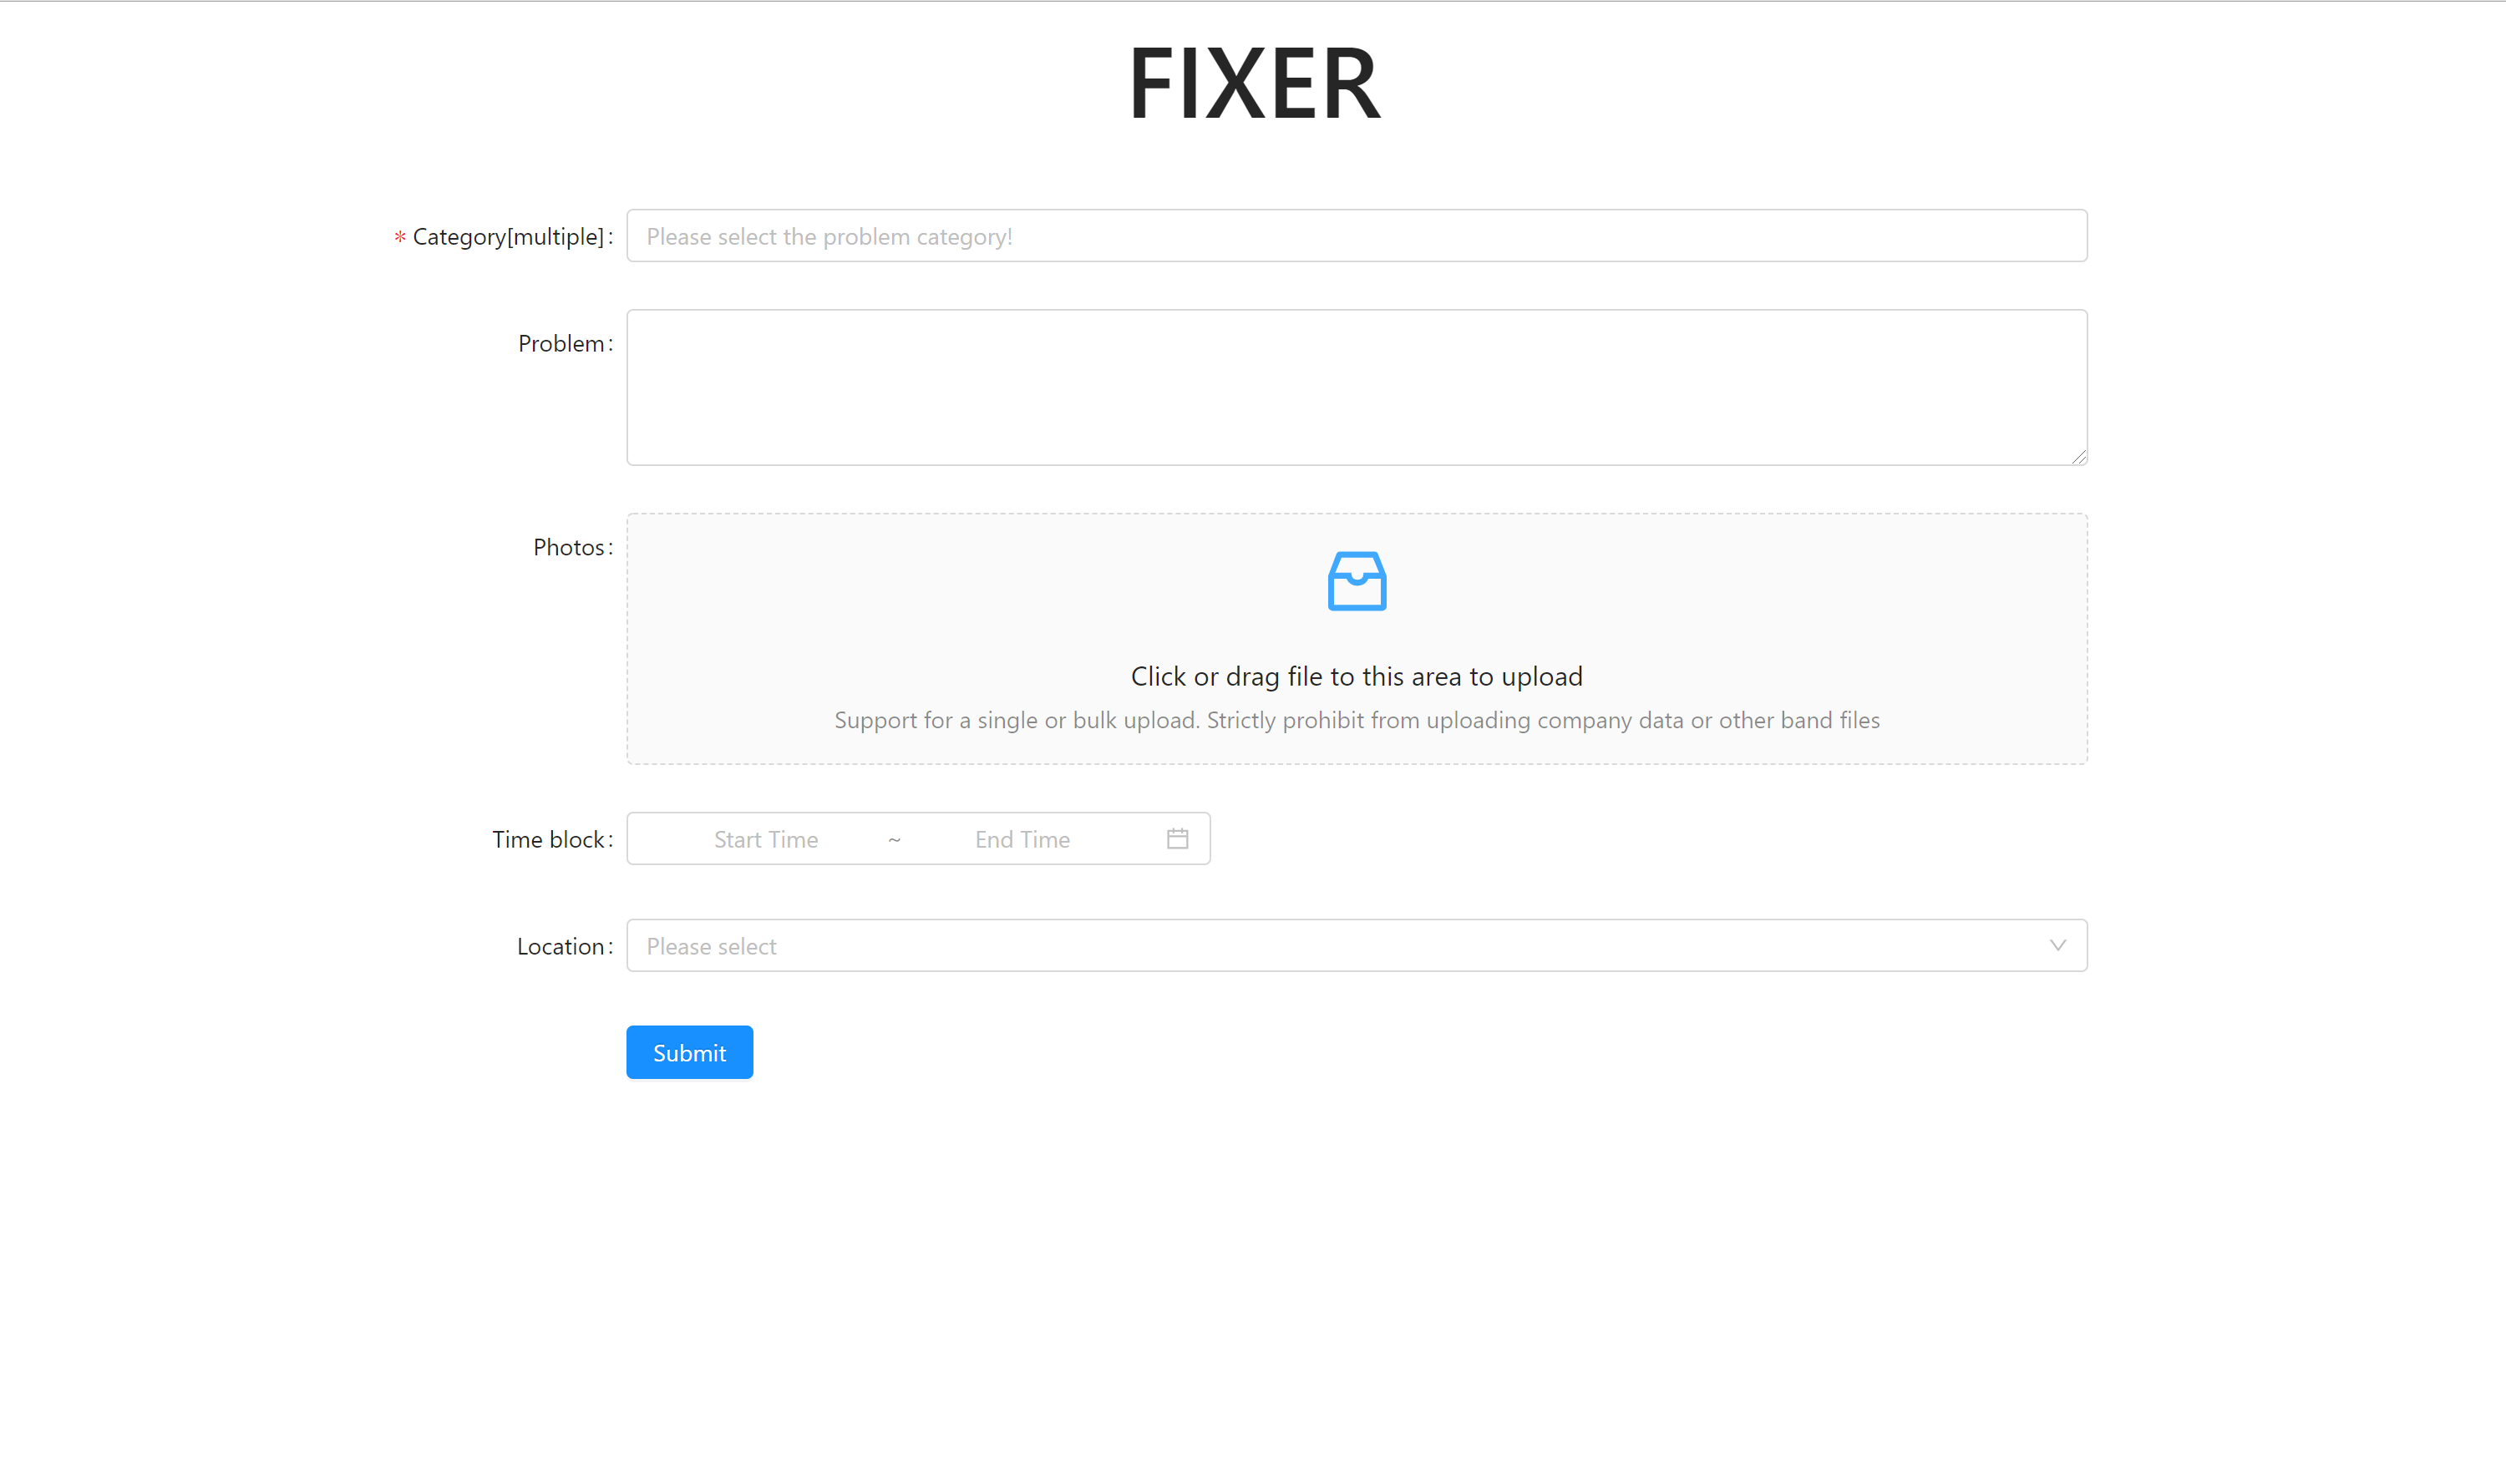 FIXER
* Category[multiple]: Please select the problem category!
Problem:
Photos:
Click or drag file to this area to upload
Support for a single or bulk upload. Strictly prohibit from uploading company data or other band files
Time block: Start Time ~ End Time
Location: Please select
Submit